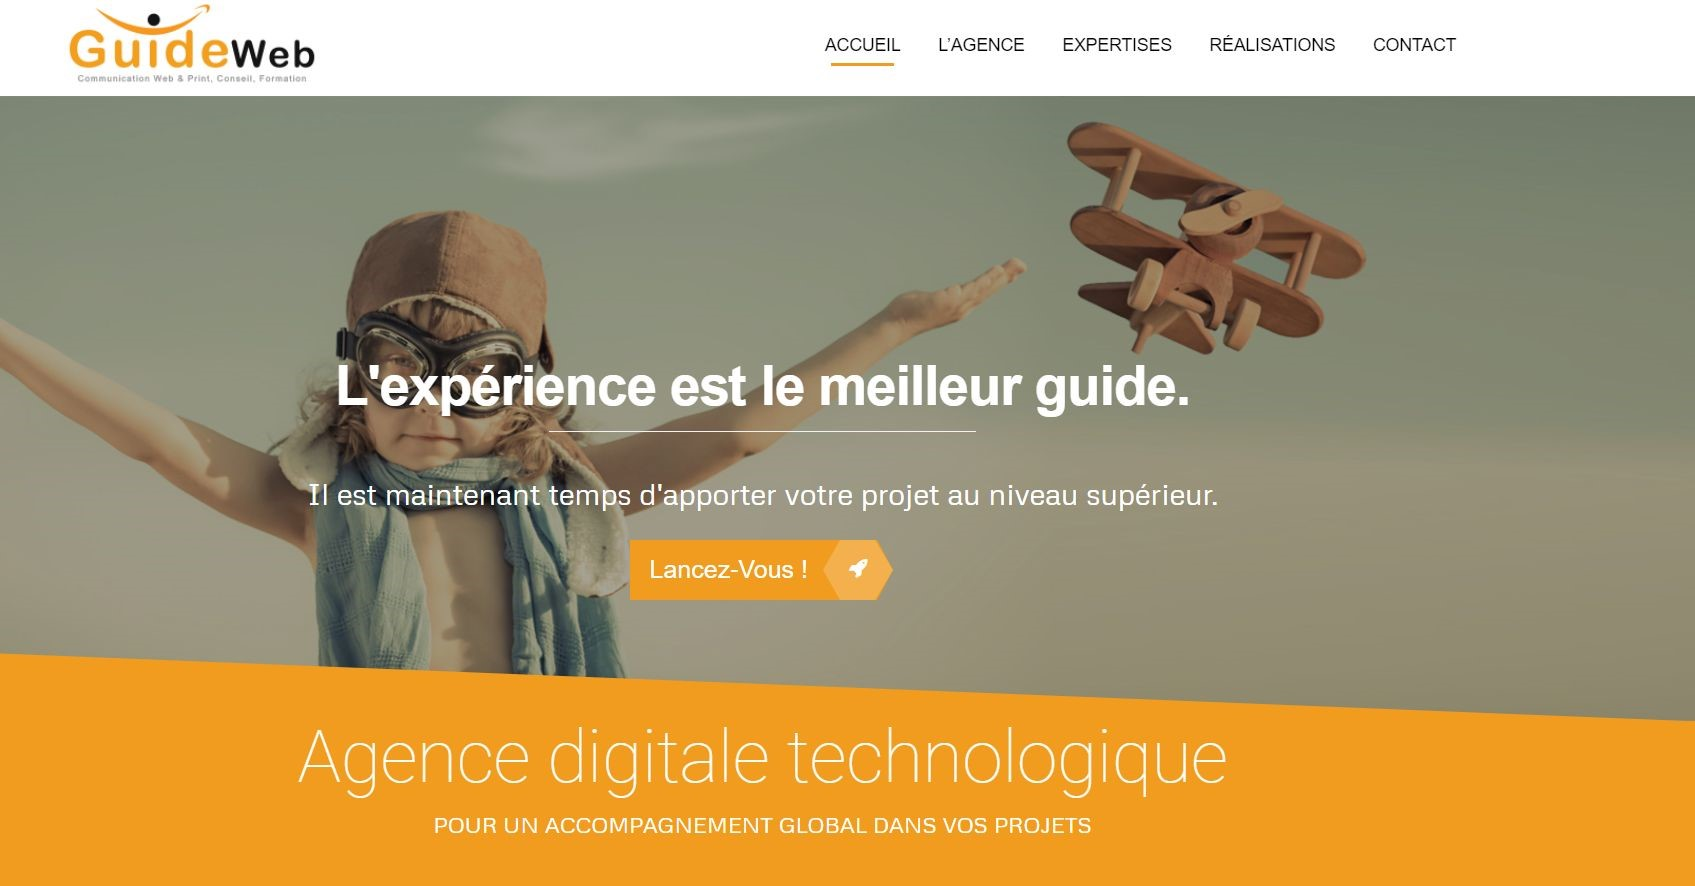 GuideWeb
Communication Web & Print, Conseil, Formation
ACCUEIL L'AGENCE EXPERTISES RÉALISATIONS CONTACT
L'expérience est le meilleur guide.
Il est maintenant temps d'apporter votre projet au niveau supérieur.
Lancez-Vous !
Agence digitale technologique
POUR UN ACCOMPAGNEMENT GLOBAL DANS VOS PROJETS